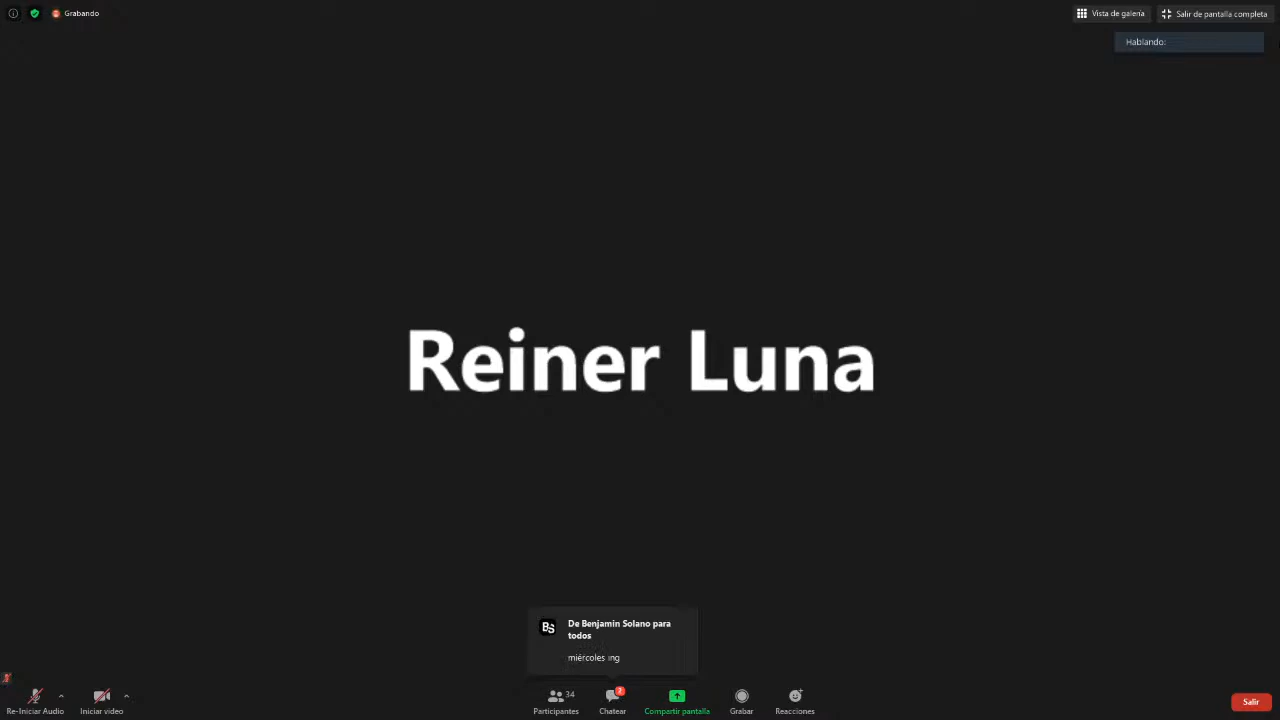 Grabando
Vista de galería
Salir de pantalla completa
Hablando:
Reiner Luna
BS
De Benjamin Solano para
todos
miércoles ing
34
2
Re-Iniciar Audio
Iniciar video
Participantes
Chatear
Compartir pantalla
Grabar
Reacciones
Salir